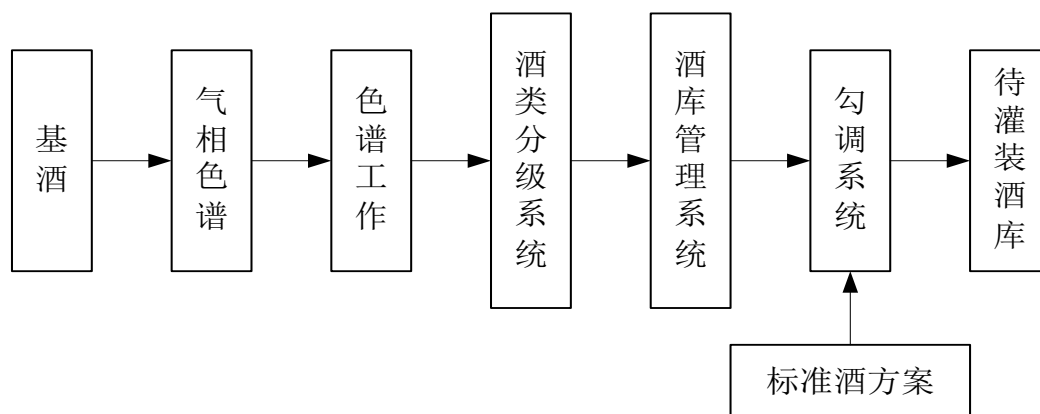 基酒
气相色谱
色谱工作
酒类分级系统
酒库管理系统
勾调系统
待灌装酒库
标准酒方案